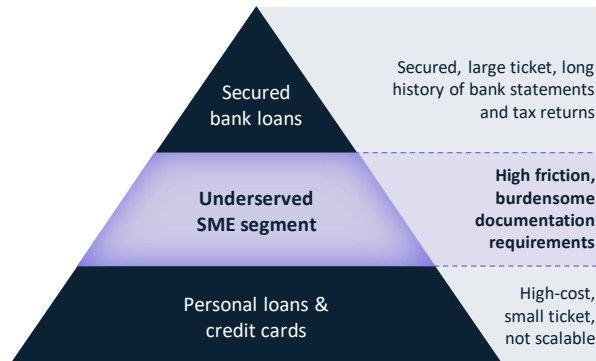 Secured
bank loans
Secured, large ticket, long
history of bank statements
and tax returns
Underserved
SME segment
High friction,
burdensome
documentation
requirements
Personal loans &
credit cards
High-cost,
small ticket,
not scalable